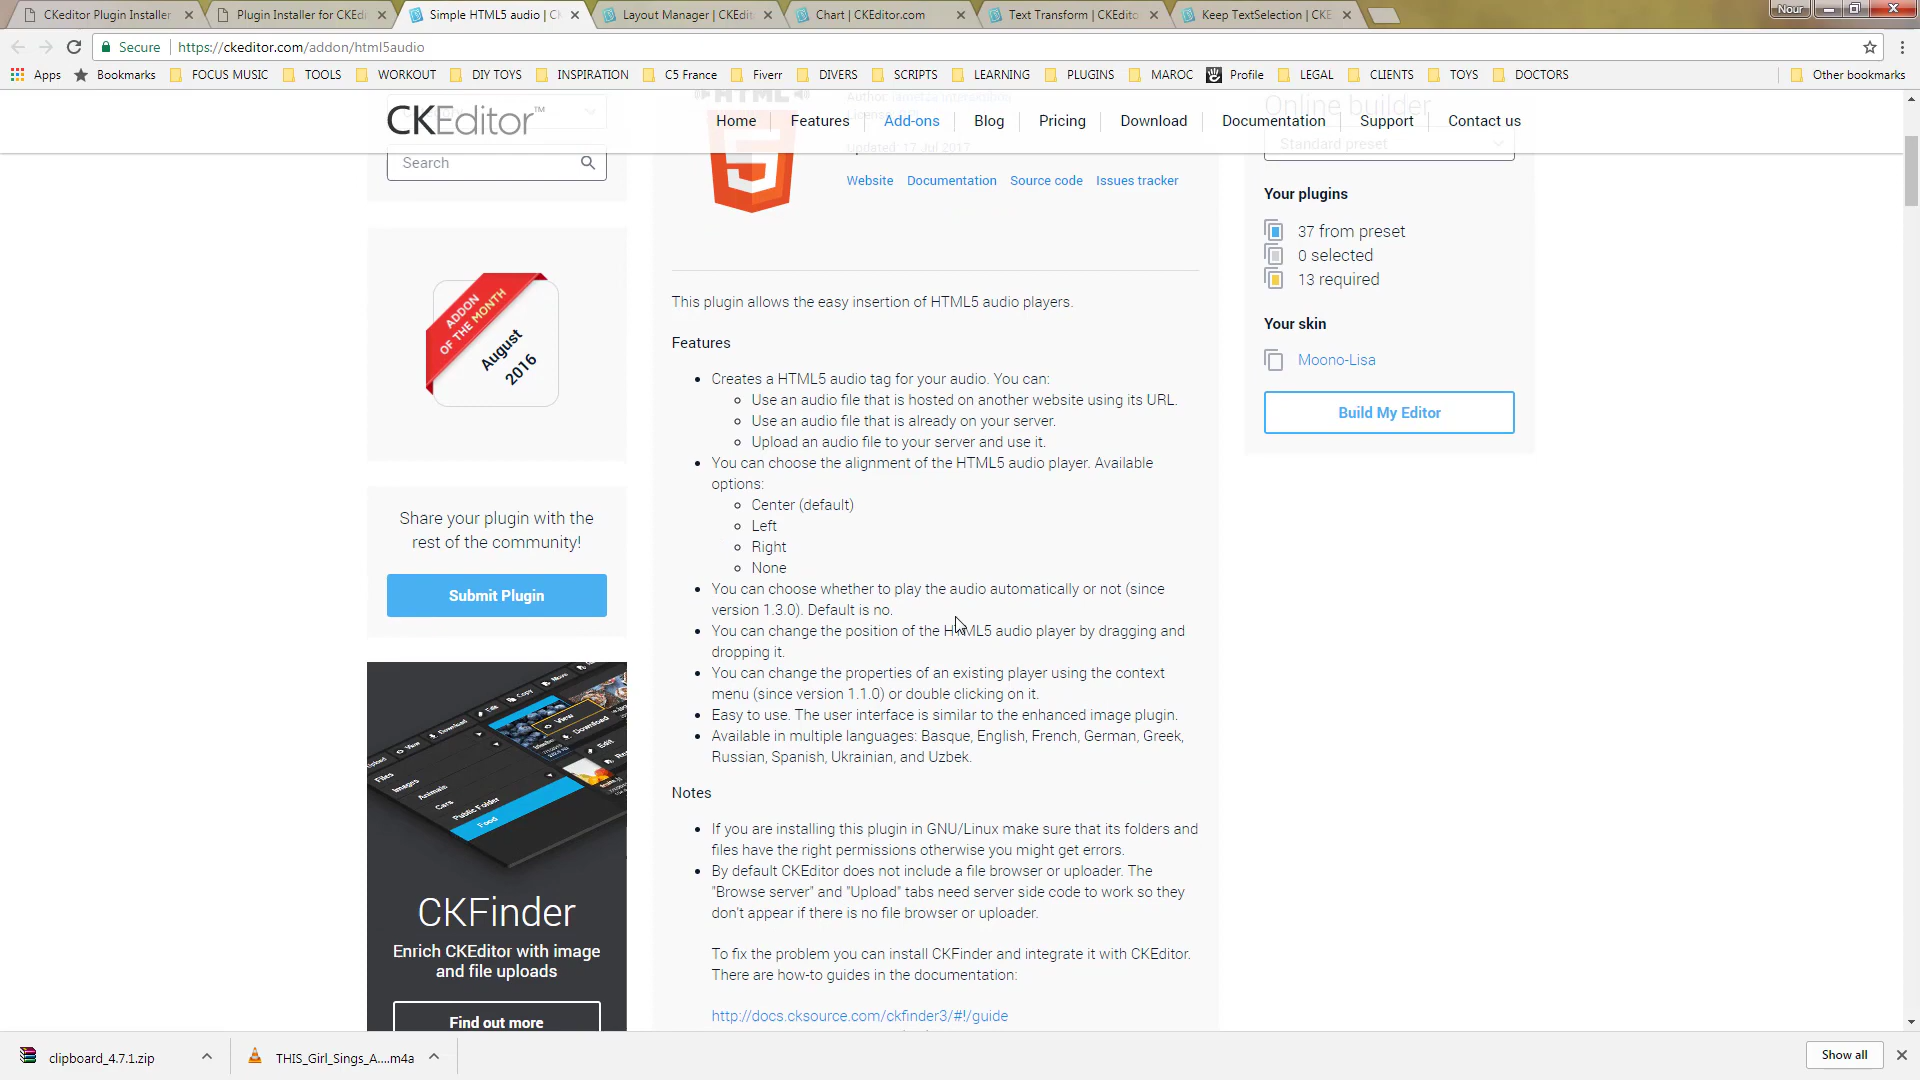 CKeditor Plugin Installer
Plugin Installer for CKEdi
Simple HTML5 audio | C
Layout Manager | CKEdit
Chart | CKEditor.com
Text Transform | CKEdito
Keep TextSelection | CKE
Nour
Secure
https://ckeditor.com/addon/html5audio
Apps
Bookmarks
FOCUS MUSIC
TOOLS
WORKOUT
DIY TOYS
INSPIRATION
C5 France
Fiverr
DIVERS
SCRIPTS
LEARNING
PLUGINS
MAROC
Profile
LEGAL
CLIENTS
TOYS
DOCTORS
Other bookmarks
CKEditor™
Home
Features
Add-ons
Blog
Pricing
Download
Documentation
Support
Contact us
Search
ADDON
OF THE MONTH
August
2016
Share your plugin with the
rest of the community!
Submit Plugin
CKFinder
Enrich CKEditor with image
and file uploads
Find out more
Updated: 17 Jul 2017
Website
Documentation
Source code
Issues tracker
This plugin allows the easy insertion of HTML5 audio players.
Features
Creates a HTML5 audio tag for your audio. You can:
Use an audio file that is hosted on another website using its URL.
Use an audio file that is already on your server.
Upload an audio file to your server and use it.
You can choose the alignment of the HTML5 audio player. Available
options:
Center (default)
Left
Right
None
You can choose whether to play the audio automatically or not (since
version 1.3.0). Default is no.
You can change the position of the HTML5 audio player by dragging and
dropping it.
You can change the properties of an existing player using the context
menu (since version 1.1.0) or double clicking on it.
Easy to use. The user interface is similar to the enhanced image plugin.
Available in multiple languages: Basque, English, French, German, Greek,
Russian, Spanish, Ukrainian, and Uzbek.
Notes
If you are installing this plugin in GNU/Linux make sure that its folders and
files have the right permissions otherwise you might get errors.
By default CKEditor does not include a file browser or uploader. The
"Browse server" and "Upload" tabs need server side code to work so they
don't appear if there is no file browser or uploader.
To fix the problem you can install CKFinder and integrate it with CKEditor.
There are how-to guides in the documentation:
http://docs.cksource.com/ckfinder3/#!/guide
Online builder
Standard preset
Your plugins
37 from preset
0 selected
13 required
Your skin
Moono-Lisa
Build My Editor
clipboard_4.7.1.zip
THIS_Girl_Sings_A....m4a
Show all